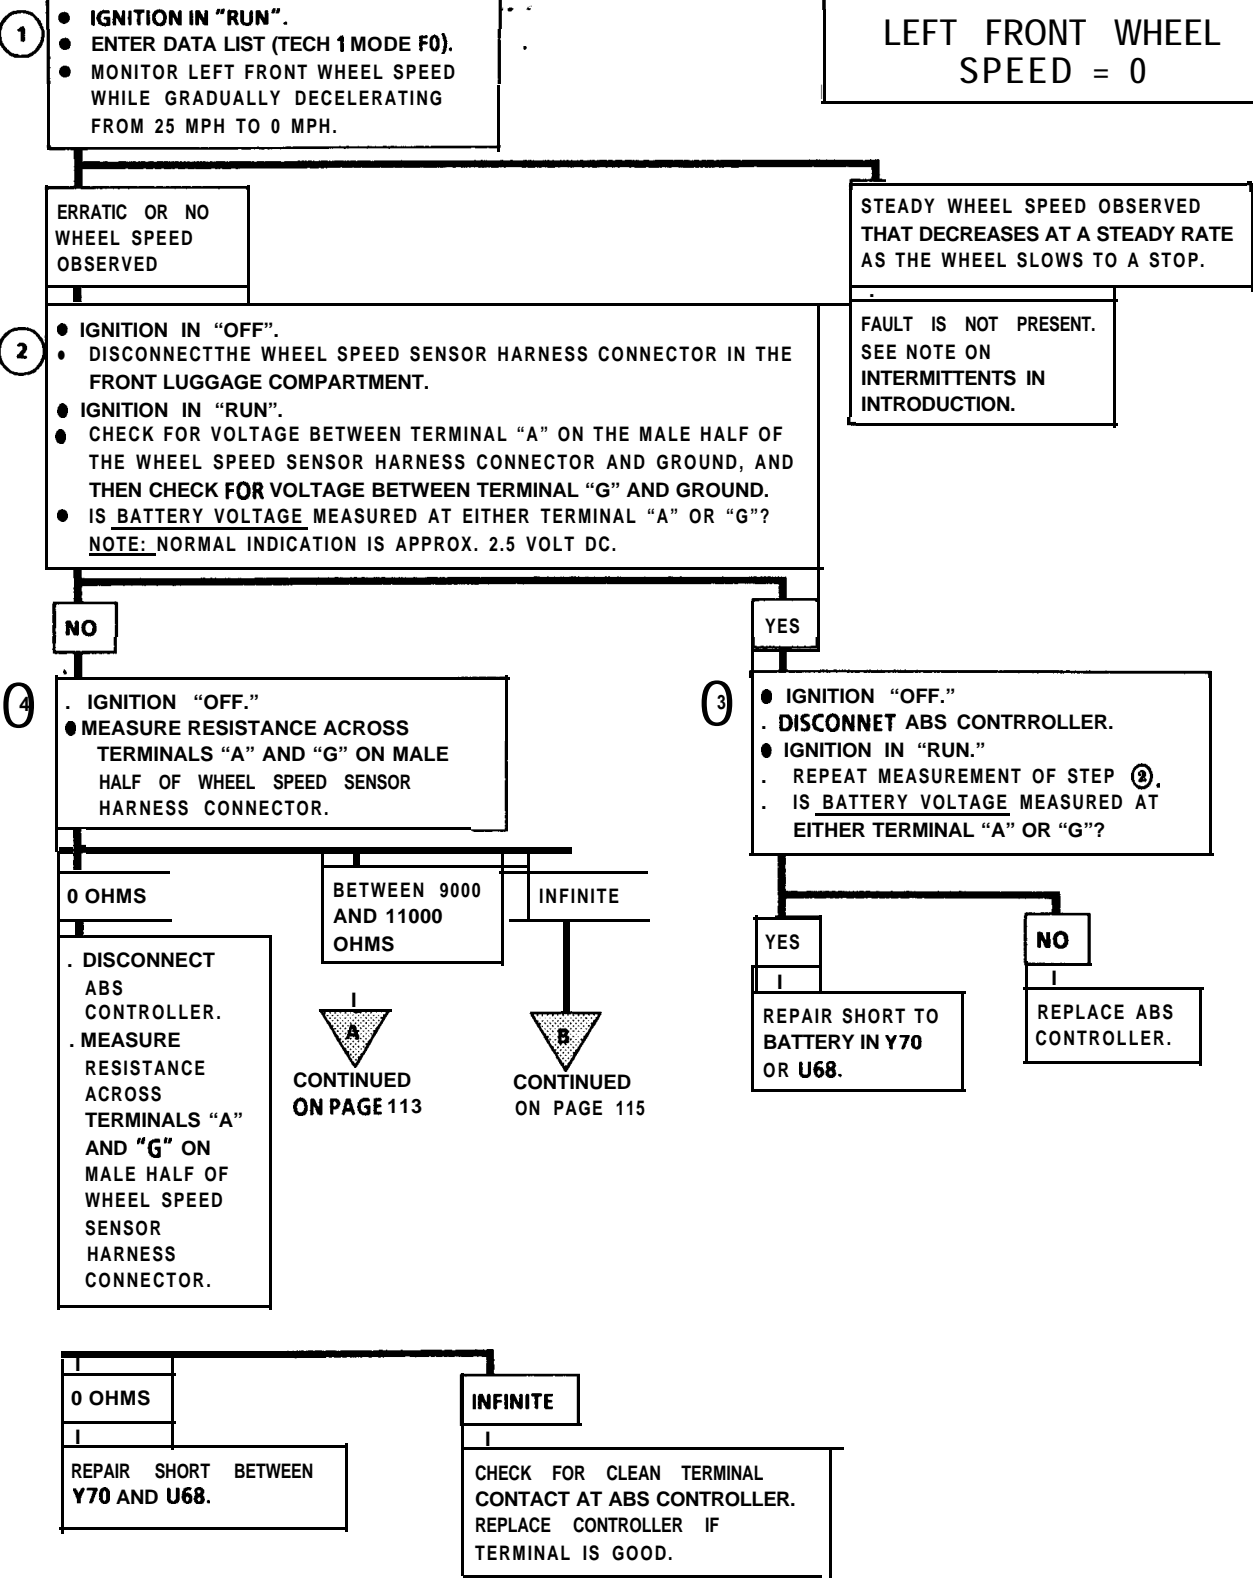 LEFT FRONT WHEEL
SPEED = 0
1
● IGNITION IN "RUN".
● ENTER DATA LIST (TECH 1 MODE F0).
● MONITOR LEFT FRONT WHEEL SPEED
WHILE GRADUALLY DECELERATING
FROM 25 MPH TO 0 MPH.
ERRATIC OR NO
WHEEL SPEED
OBSERVED
STEADY WHEEL SPEED OBSERVED
THAT DECREASES AT A STEADY RATE
AS THE WHEEL SLOWS TO A STOP.
FAULT IS NOT PRESENT.
SEE NOTE ON
INTERMITTENTS IN
INTRODUCTION.
2
● IGNITION IN “OFF”.
● DISCONNECTTHE WHEEL SPEED SENSOR HARNESS CONNECTOR IN THE
FRONT LUGGAGE COMPARTMENT.
● IGNITION IN “RUN”.
● CHECK FOR VOLTAGE BETWEEN TERMINAL “A” ON THE MALE HALF OF
THE WHEEL SPEED SENSOR HARNESS CONNECTOR AND GROUND, AND
THEN CHECK FOR VOLTAGE BETWEEN TERMINAL “G” AND GROUND.
● IS BATTERY VOLTAGE MEASURED AT EITHER TERMINAL “A” OR “G”?
NOTE: NORMAL INDICATION IS APPROX. 2.5 VOLT DC.
NO
YES
4
. IGNITION “OFF.”
● MEASURE RESISTANCE ACROSS
TERMINALS “A” AND “G” ON MALE
HALF OF WHEEL SPEED SENSOR
HARNESS CONNECTOR.
3
● IGNITION “OFF.”
. DISCONNET ABS CONTRROLLER.
● IGNITION IN “RUN.”
. REPEAT MEASUREMENT OF STEP ②.
. IS BATTERY VOLTAGE MEASURED AT
EITHER TERMINAL “A” OR “G”?
0 OHMS
BETWEEN 9000
AND 11000
OHMS
INFINITE
YES
NO
. DISCONNECT
ABS
CONTROLLER.
. MEASURE
RESISTANCE
ACROSS
TERMINALS “A”
AND "G" ON
MALE HALF OF
WHEEL SPEED
SENSOR
HARNESS
CONNECTOR.
A
CONTINUED
ON PAGE 113
B
CONTINUED
ON PAGE 115
REPAIR SHORT TO
BATTERY IN Y70
OR U68.
REPLACE ABS
CONTROLLER.
0 OHMS
INFINITE
REPAIR SHORT BETWEEN
Y70 AND U68.
CHECK FOR CLEAN TERMINAL
CONTACT AT ABS CONTROLLER.
REPLACE CONTROLLER IF
TERMINAL IS GOOD.